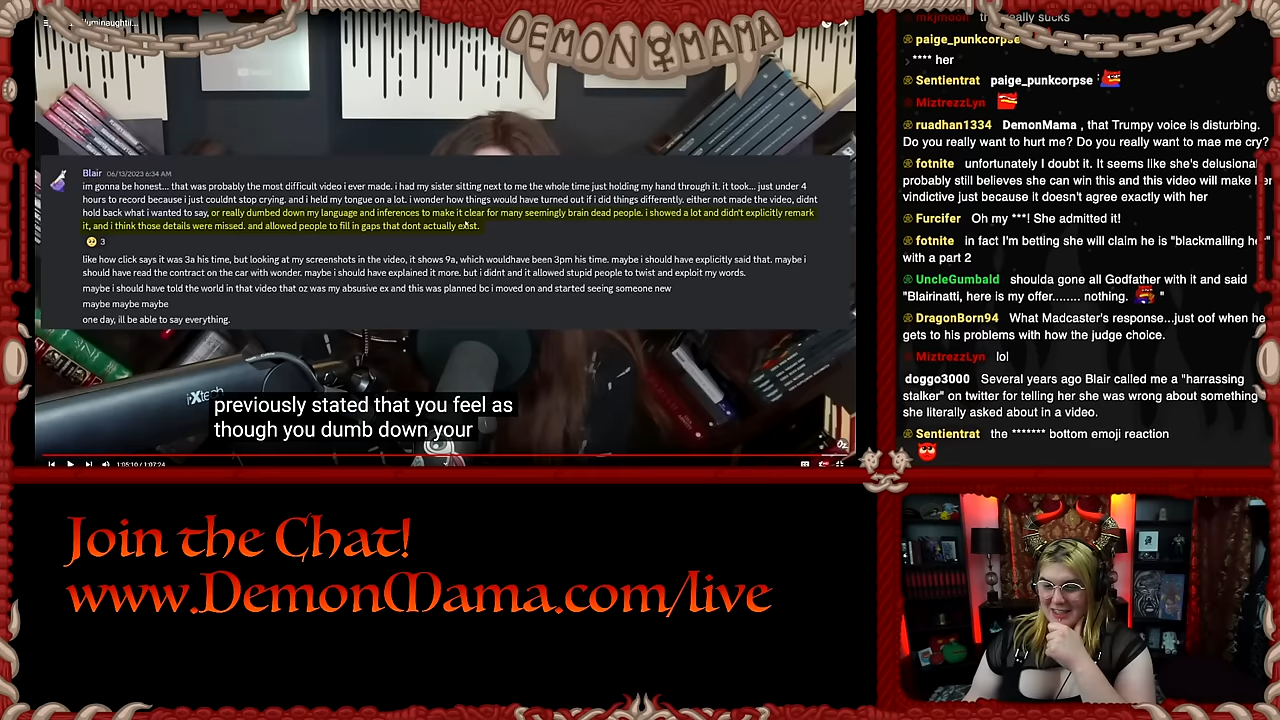 DEMON MAMA
Blair 06/13/2023 6:34 AM
im gonna be honest... that was probably the most difficult video i ever made. i had my sister sitting next to me the whole time just holding my hand through it. it took... just under 4
hours to record because i just couldnt stop crying. and i held my tongue on a lot. i wonder how things would have turned out if i did things differently. either not made the video, didnt
hold back what i wanted to say, or really dumbed down my language and inferences to make it clear for many seemingly brain dead people. i showed a lot and didn't explicitly remark
it, and i think those details were missed. and allowed people to fill in gaps that dont actually exist.
3
like how click says it was 3a his time, but looking at my screenshots in the video, it shows 9a, which wouldhave been 3pm his time. maybe i should have explicitly said that. maybe i
should have read the contract on the car with wonder. maybe i should have explained it more. but i didnt and it allowed stupid people to twist and exploit my words.
maybe i should have told the world in that video that oz was my absusive ex and this was planned bc i moved on and started seeing someone new
maybe maybe maybe
one day, ill be able to say everything.
previously stated that you feel as
though you dumb down your
1:05:10 / 1:07:24
mkjmoon really sucks
paige_punkcorpse
**** her
Sentientrat paige_punkcorpse
MiztrezzLyn
ruadhan1334 DemonMama , that Trumpy voice is disturbing.
Do you really want to hurt me? Do you really want to mae me cry?
fotnite unfortunately I doubt it. It seems like she's delusional
probably still believes she can win this and this video will make her
vindictive just because it doesn't agree exactly with her
Furcifer Oh my ***! She admitted it!
fotnite in fact I'm betting she will claim he is "blackmailing
with a part 2
UncleGumbald shoulda gone all Godfather with it and said
"Blairinatti, here is my offer........ nothing. "
DragonBorn94 What Madcaster's response...just oof when he
gets to his problems with how the judge choice.
MiztrezzLyn lol
doggo3000 Several years ago Blair called me a "harrassing
stalker" on twitter for telling her she was wrong about something
she literally asked about in a video.
Sentientrat the ******* bottom emoji reaction
Join the Chat!
www.DemonMama.com/live